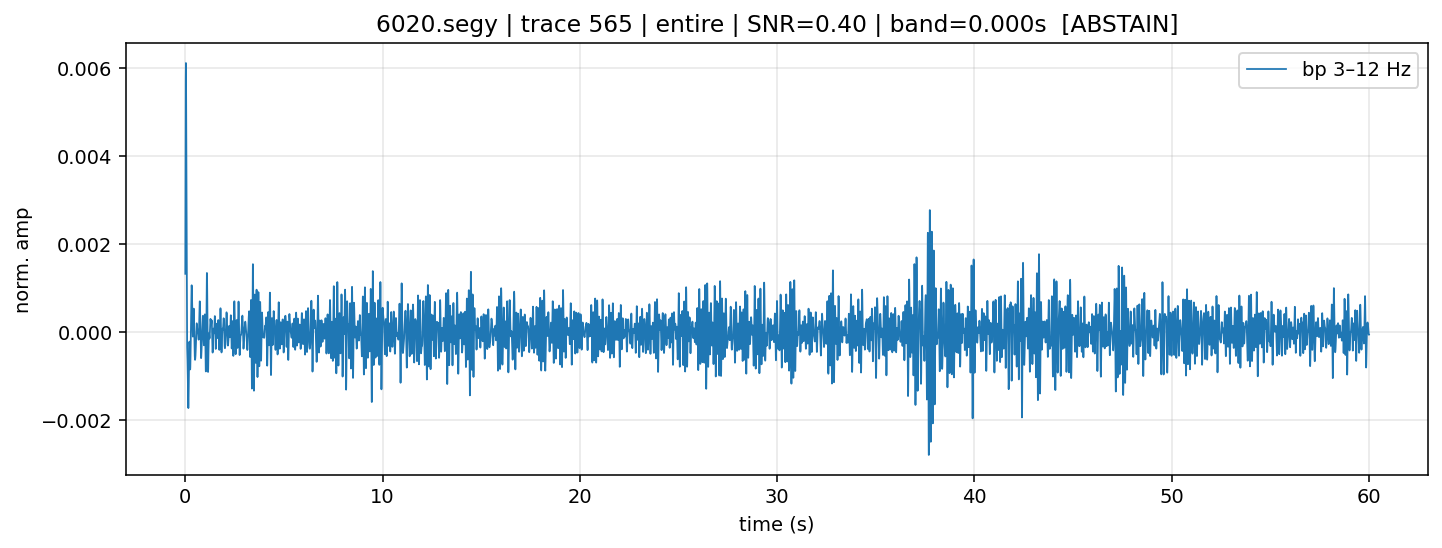 6020.segy | trace 565 | entire | SNR=0.40 | band=0.000s  [ABSTAIN]
bp 3–12 Hz
norm. amp
0.006
0.004
0.002
0.000
−0.002
0 10 20 30 40 50 60
time (s)